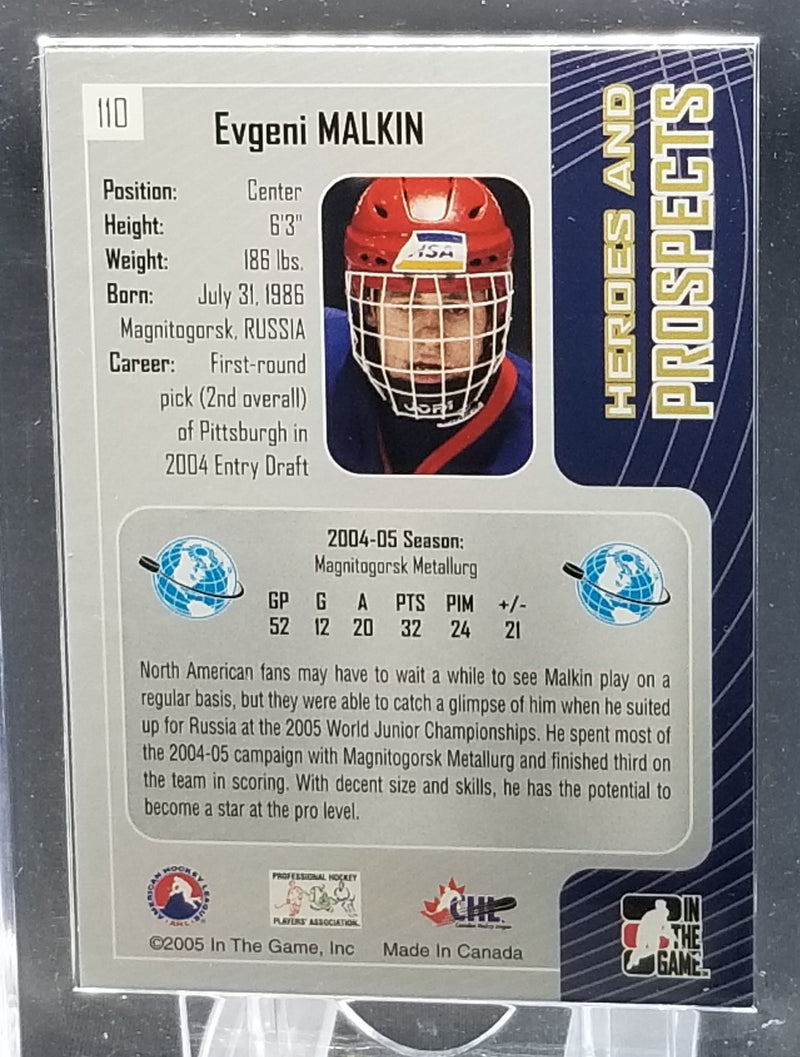 110
Evgeni MALKIN
HEROES AND
PROSPECTS
Position: Center
Height: 6'3"
Weight: 186 lbs.
Born: July 31, 1986
Magnitogorsk, RUSSIA
Career: First-round
pick (2nd overall)
of Pittsburgh in
2004 Entry Draft
JOFA
2004-05 Season:
Magnitogorsk Metallurg
GP G A PTS PIM +/-
52 12 20 32 24 21
North American fans may have to wait a while to see Malkin play on a
regular basis, but they were able to catch a glimpse of him when he suited
up for Russia at the 2005 World Junior Championships. He spent most of
the 2004-05 campaign with Magnitogorsk Metallurg and finished third on
the team in scoring. With decent size and skills, he has the potential to
become a star at the pro level.
AMERICAN HOCKEY LEAGUE
AHL
PROFESSIONAL HOCKEY
PLAYERS' ASSOCIATION
CHL
Canadian Hockey League
©2005 In The Game, Inc Made In Canada
IN
THE
GAME